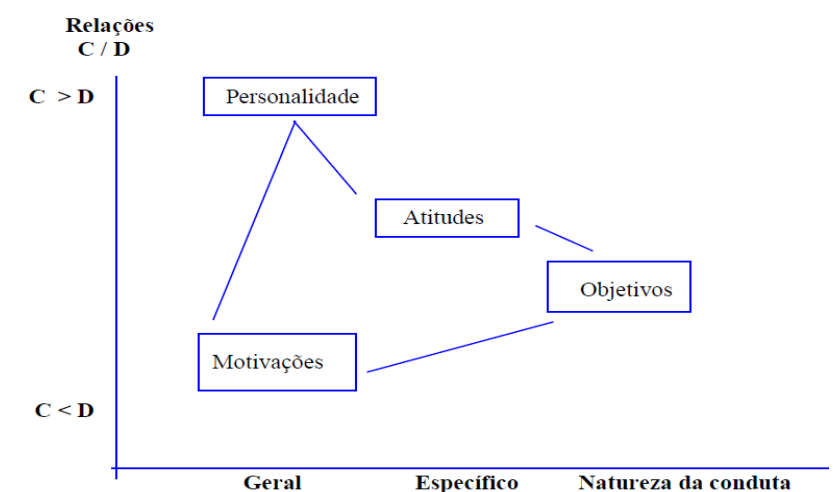 Relações
C / D
C > D
Personalidade
Atitudes
Objetivos
Motivações
C < D
Geral Específico Natureza da conduta